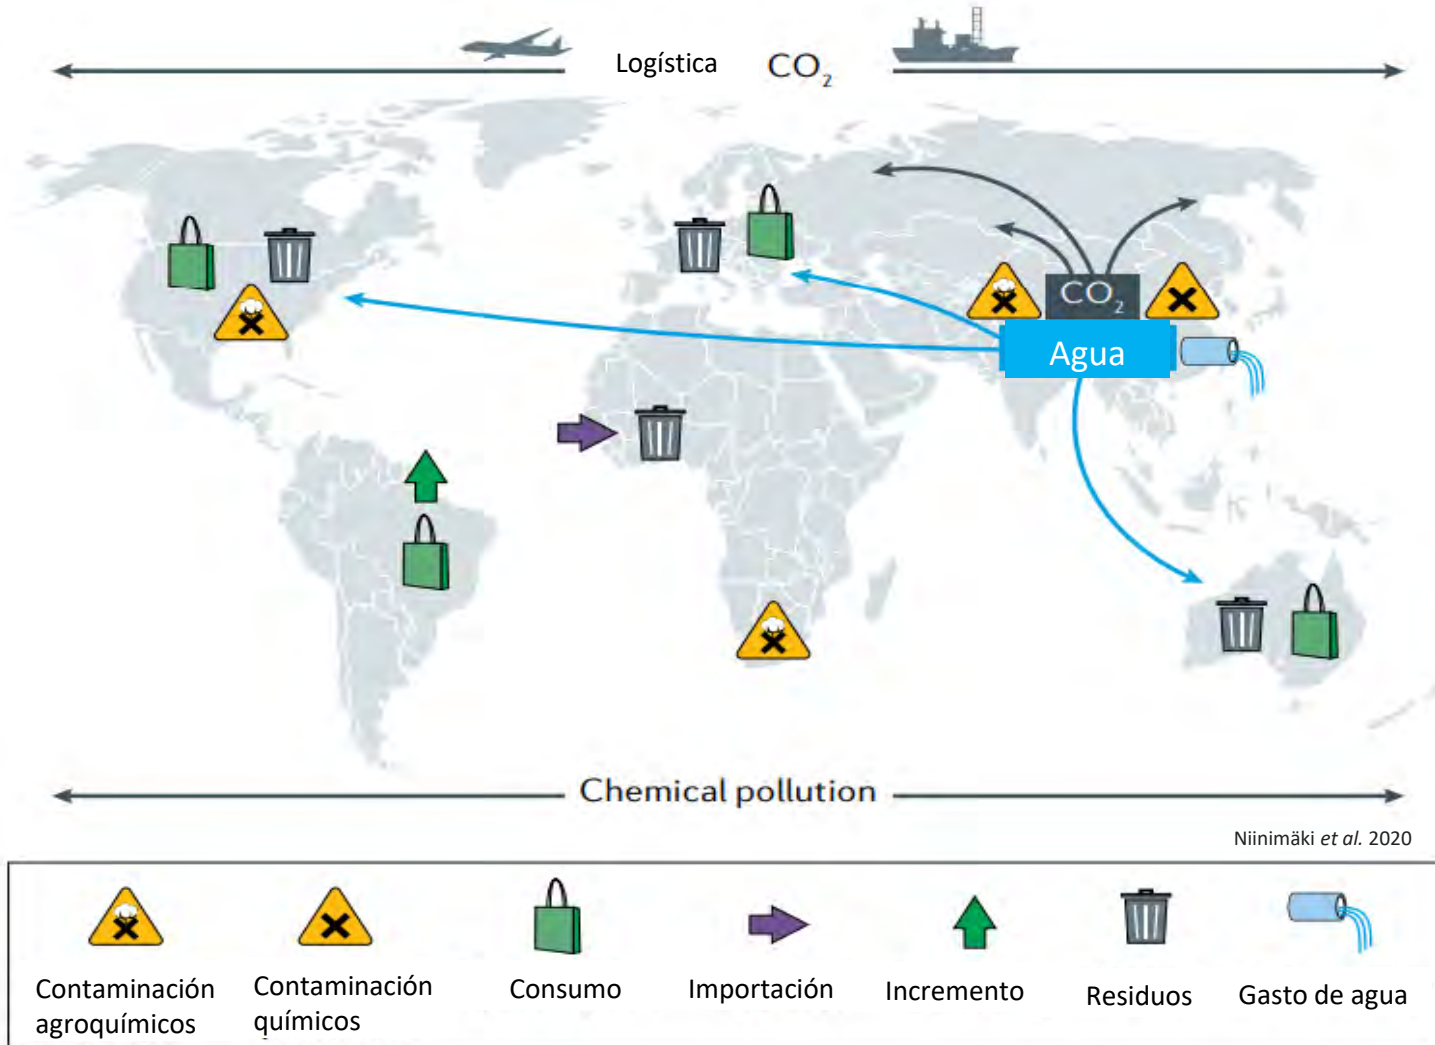 Logística CO₂
CO₂
Agua
Chemical pollution
Niinimäki et al. 2020
Contaminación
agroquímicos
Contaminación
químicos
Consumo
Importación
Incremento
Residuos
Gasto de agua